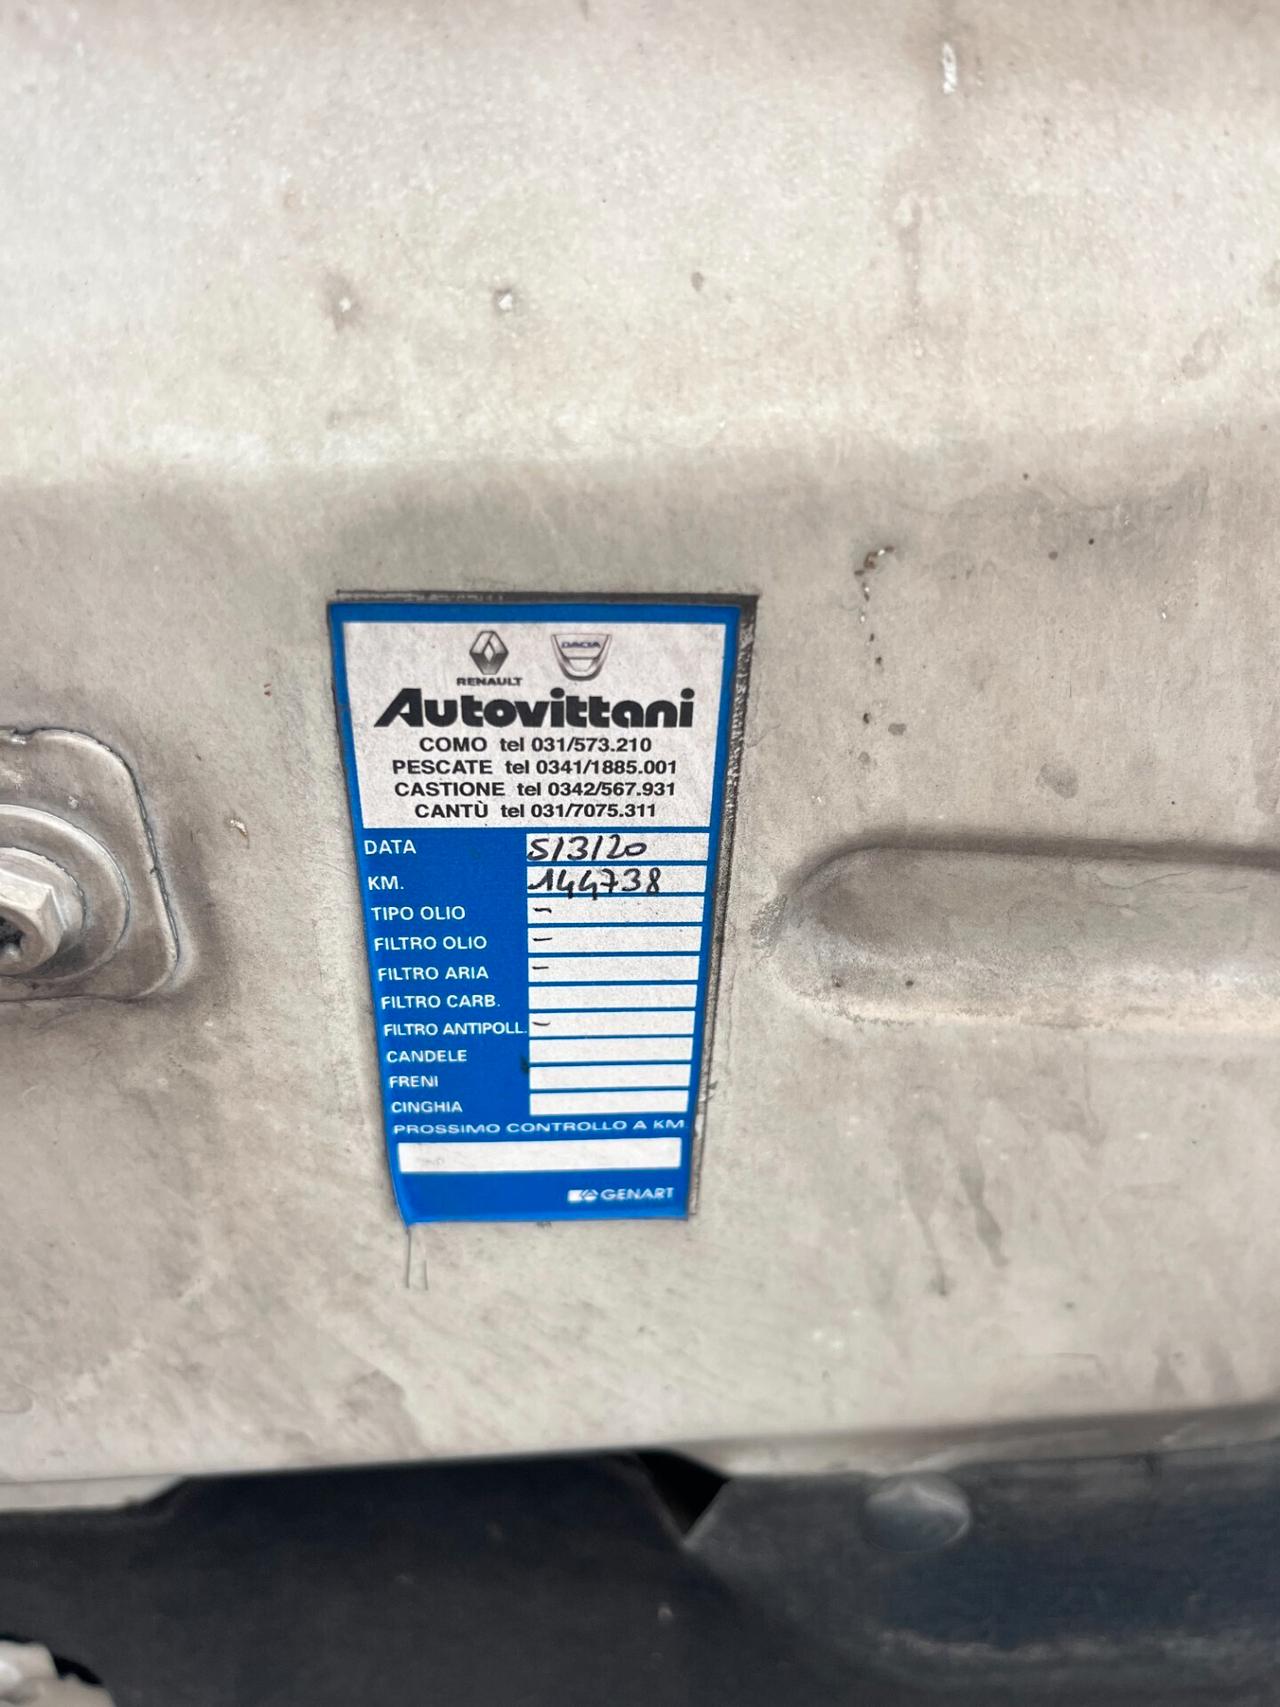 RENAULT DACIA
Autovittani
COMO tel 031/573.210
PESCATE tel 0341/1885.001
CASTIONE tel 0342/567.931
CANTÙ tel 031/7075.311
DATA 5/3/20
KM. 144738
TIPO OLIO -
FILTRO OLIO -
FILTRO ARIA -
FILTRO CARB.
FILTRO ANTIPOLL. -
CANDELE
FRENI
CINGHIA
PROSSIMO CONTROLLO A KM.
GENART